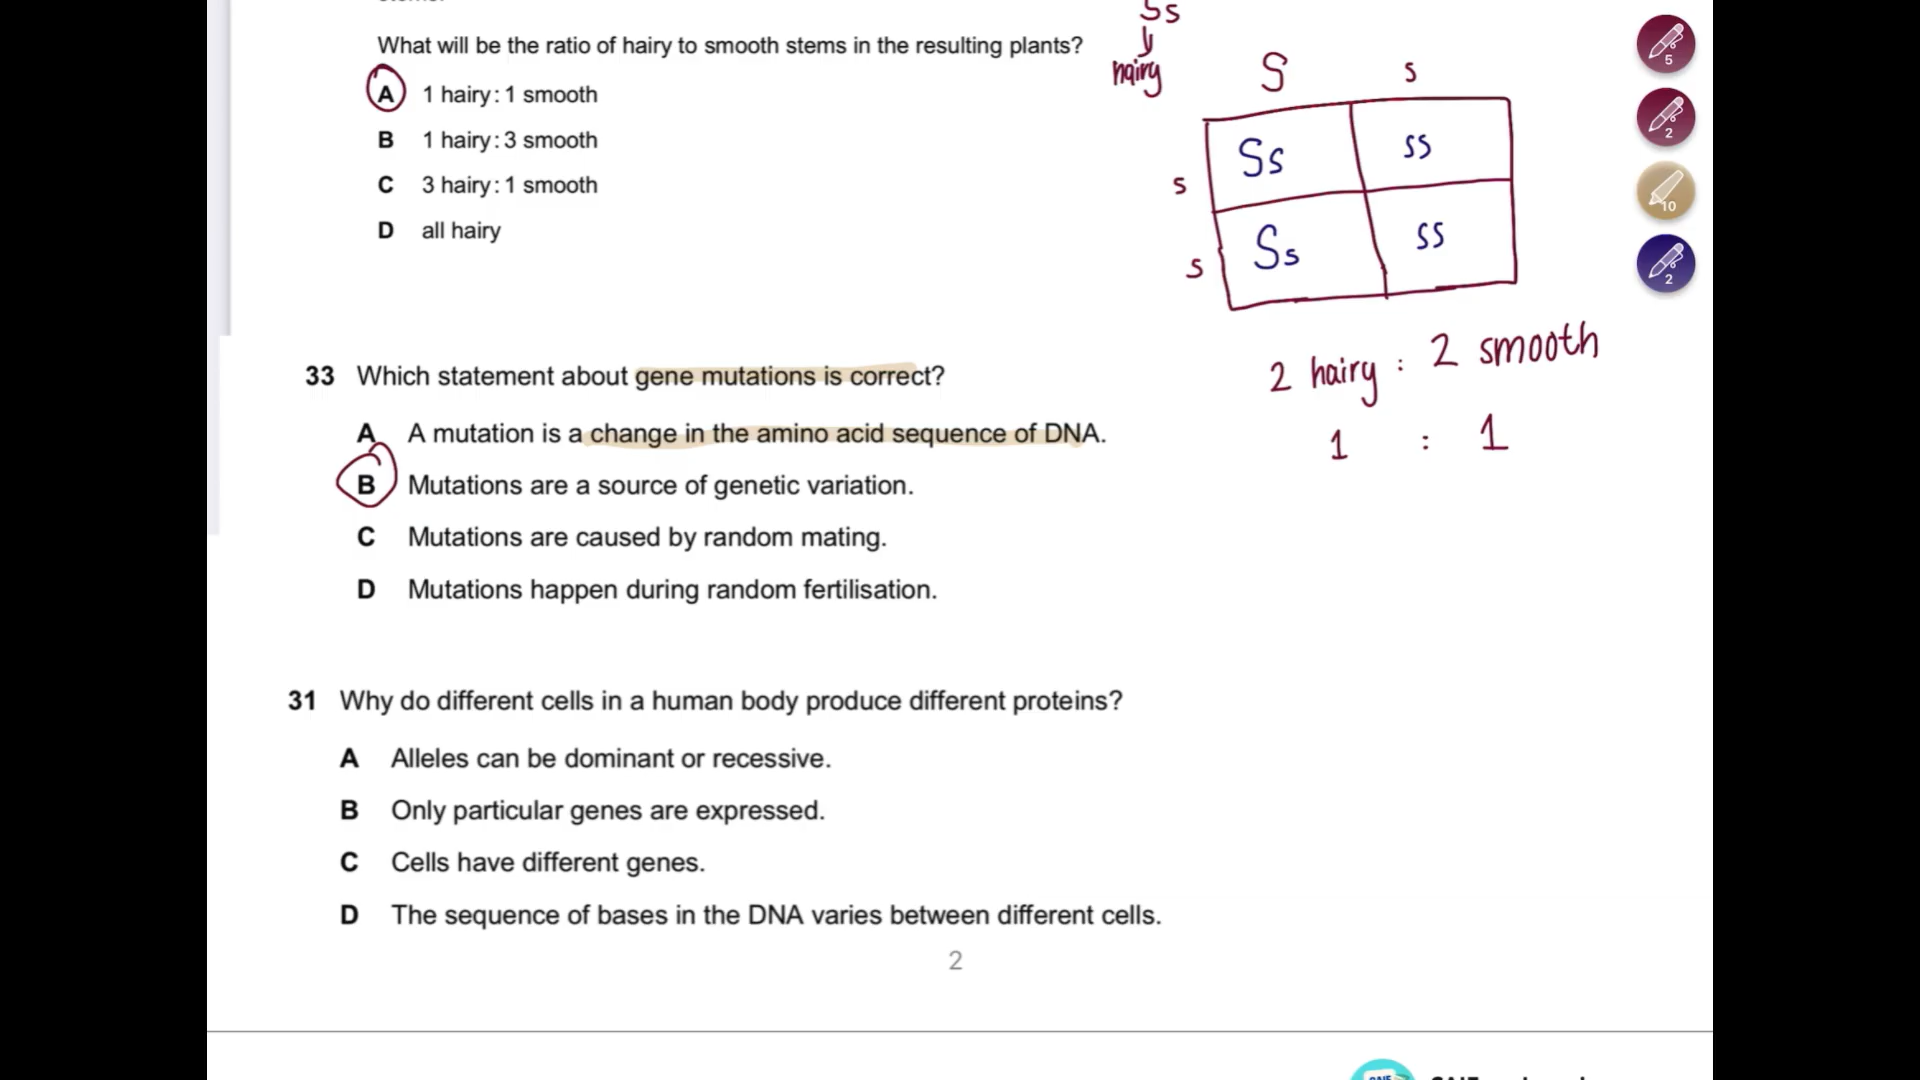 What will be the ratio of hairy to smooth stems in the resulting plants?
A 1 hairy : 1 smooth
B 1 hairy : 3 smooth
C 3 hairy : 1 smooth
D all hairy
Ss
hairy
S s
s Ss ss
s Ss ss
2 hairy : 2 smooth
1 : 1
33 Which statement about gene mutations is correct?
A A mutation is a change in the amino acid sequence of DNA.
B Mutations are a source of genetic variation.
C Mutations are caused by random mating.
D Mutations happen during random fertilisation.
31 Why do different cells in a human body produce different proteins?
A Alleles can be dominant or recessive.
B Only particular genes are expressed.
C Cells have different genes.
D The sequence of bases in the DNA varies between different cells.
2
5
2
10
2